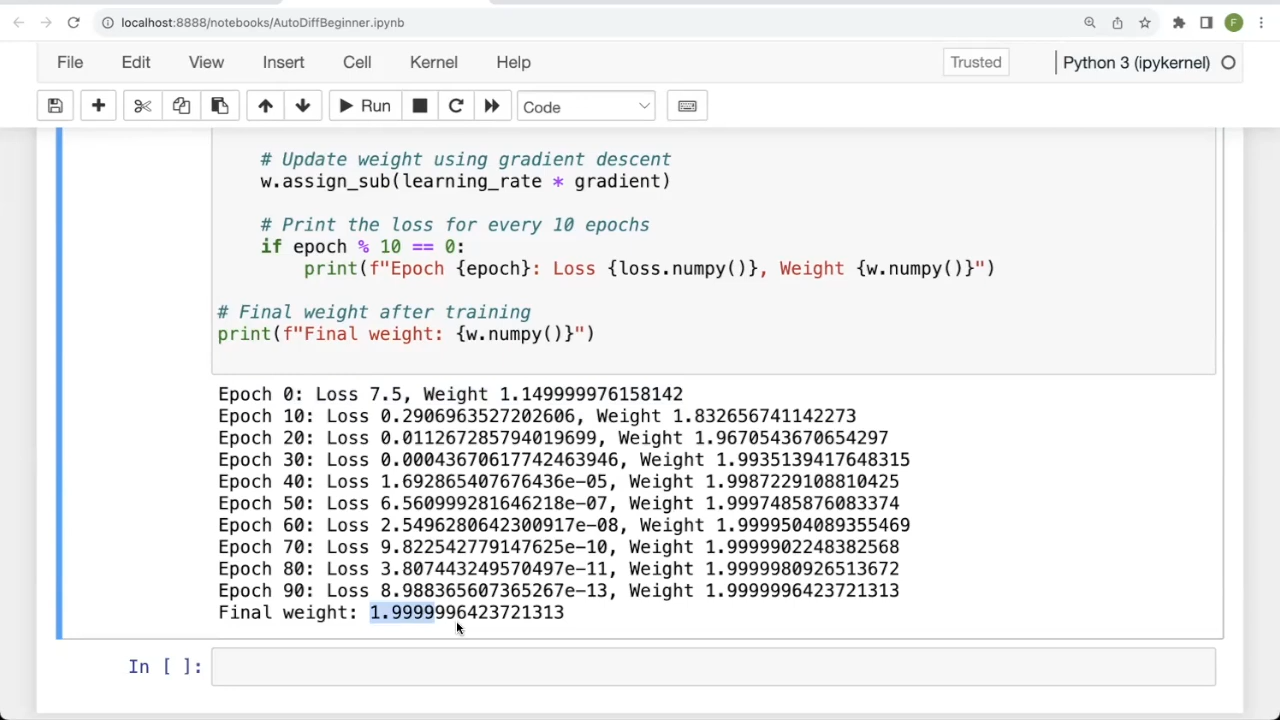 localhost:8888/notebooks/AutoDiffBeginner.ipynb
F
File Edit View Insert Cell Kernel Help Trusted Python 3 (ipykernel)
Run Code
# Update weight using gradient descent
w.assign_sub(learning_rate * gradient)
# Print the loss for every 10 epochs
if epoch % 10 == 0:
print(f"Epoch {epoch}: Loss {loss.numpy()}, Weight {w.numpy()}")
# Final weight after training
print(f"Final weight: {w.numpy()}")
Epoch 0: Loss 7.5, Weight 1.149999976158142
Epoch 10: Loss 0.2906963527202606, Weight 1.832656741142273
Epoch 20: Loss 0.011267285794019699, Weight 1.9670543670654297
Epoch 30: Loss 0.00043670617742463946, Weight 1.9935139417648315
Epoch 40: Loss 1.692865407676436e-05, Weight 1.9987229108810425
Epoch 50: Loss 6.560999281646218e-07, Weight 1.9997485876083374
Epoch 60: Loss 2.5496280642300917e-08, Weight 1.9999504089355469
Epoch 70: Loss 9.822542779147625e-10, Weight 1.9999902248382568
Epoch 80: Loss 3.807443249570497e-11, Weight 1.9999980926513672
Epoch 90: Loss 8.988365607365267e-13, Weight 1.9999996423721313
Final weight: 1.9999996423721313
In [ ]: